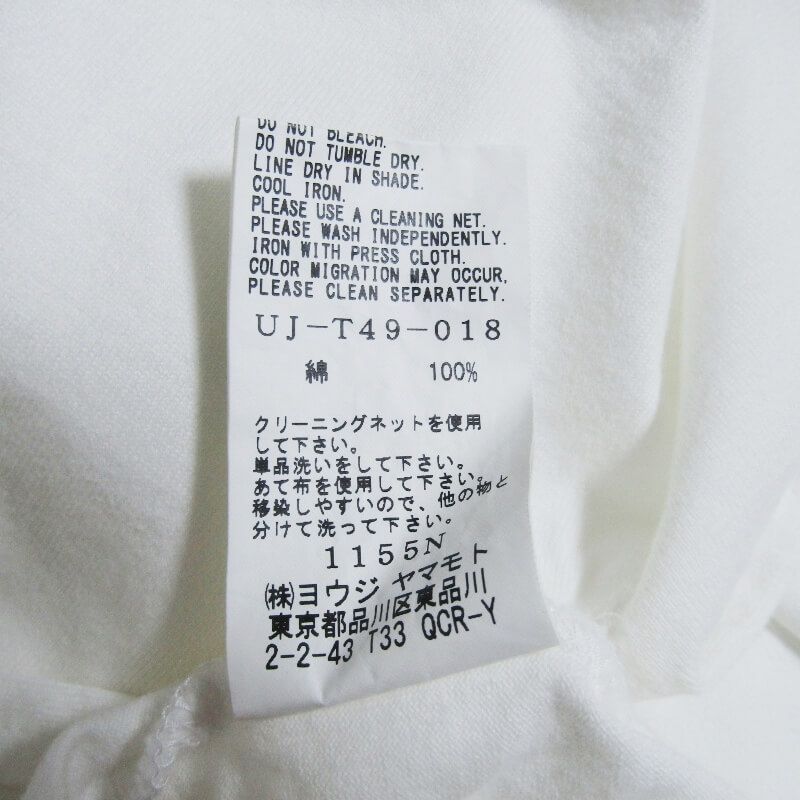 DO NOT BLEACH.
DO NOT TUMBLE DRY.
LINE DRY IN SHADE.
COOL IRON.
PLEASE USE A CLEANING NET.
PLEASE WASH INDEPENDENTLY.
IRON WITH PRESS CLOTH.
COLOR MIGRATION MAY OCCUR,
PLEASE CLEAN SEPARATELY.
UJ-T49-018
綿 100%
クリーニングネットを使用
して下さい。
単品洗いをして下さい。
あて布を使用して下さい。
移染しやすいので、他の物と
分けて洗って下さい。
1155N
㈱ヨウジ ヤマモト
東京都品川区東品川
2-2-43 T33 QCR-Y